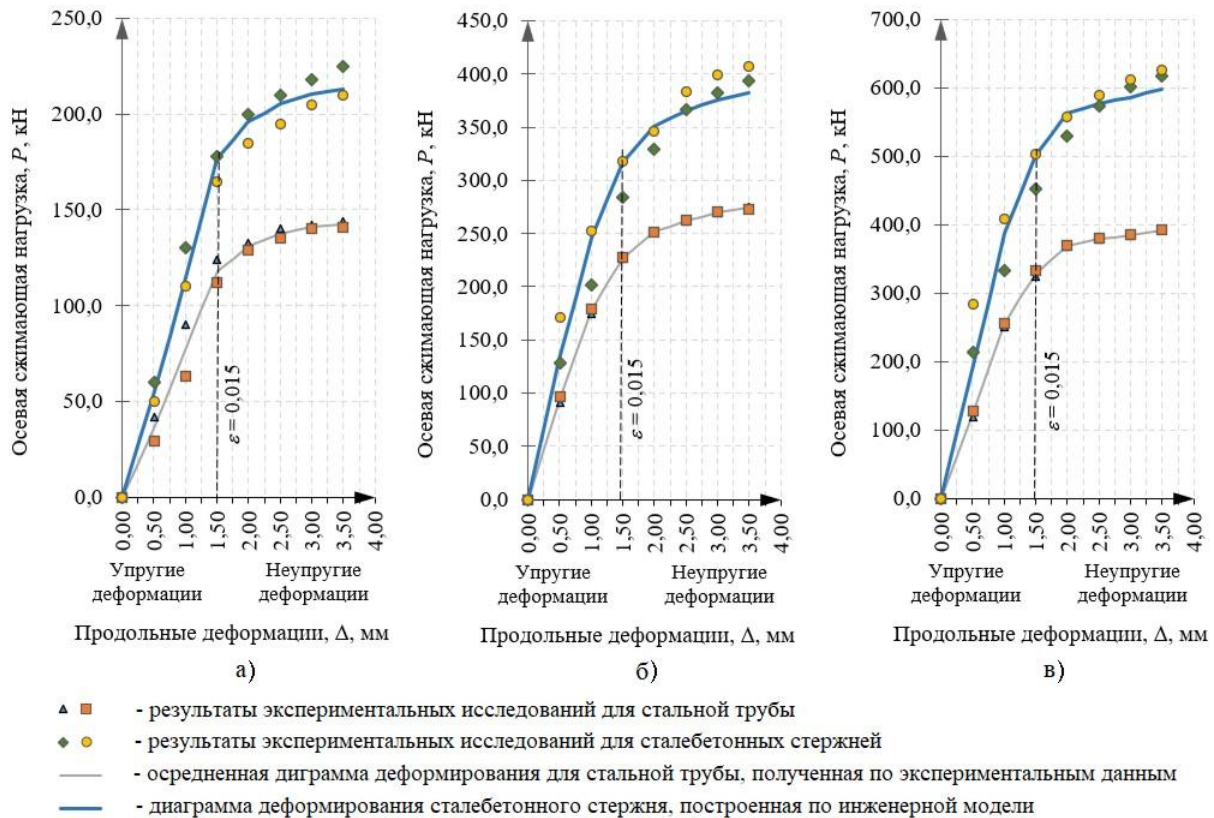 250,0
200,0
150,0
100,0
50,0
0,0
Осевая сжимающая нагрузка, P, кН
ε = 0,015
0,00 0,50 1,00 1,50 2,00 2,50 3,00 3,50 4,00
Упругие деформации
Неупругие деформации
Продольные деформации, Δ, мм
а)
450,0
400,0
350,0
300,0
250,0
200,0
150,0
100,0
50,0
0,0
Осевая сжимающая нагрузка, P, кН
ε = 0,015
0,00 0,50 1,00 1,50 2,00 2,50 3,00 3,50 4,00
Упругие деформации
Неупругие деформации
Продольные деформации, Δ, мм
б)
700,0
600,0
500,0
400,0
300,0
200,0
100,0
0,0
Осевая сжимающая нагрузка, P, кН
ε = 0,015
0,00 0,50 1,00 1,50 2,00 2,50 3,00 3,50 4,00
Упругие деформации
Неупругие деформации
Продольные деформации, Δ, мм
в)
- результаты экспериментальных исследований для стальной трубы
- результаты экспериментальных исследований для сталебетонных стержней
- осредненная диграмма деформирования для стальной трубы, полученная по экспериментальным данным
- диаграмма деформирования сталебетонного стержня, построенная по инженерной модели